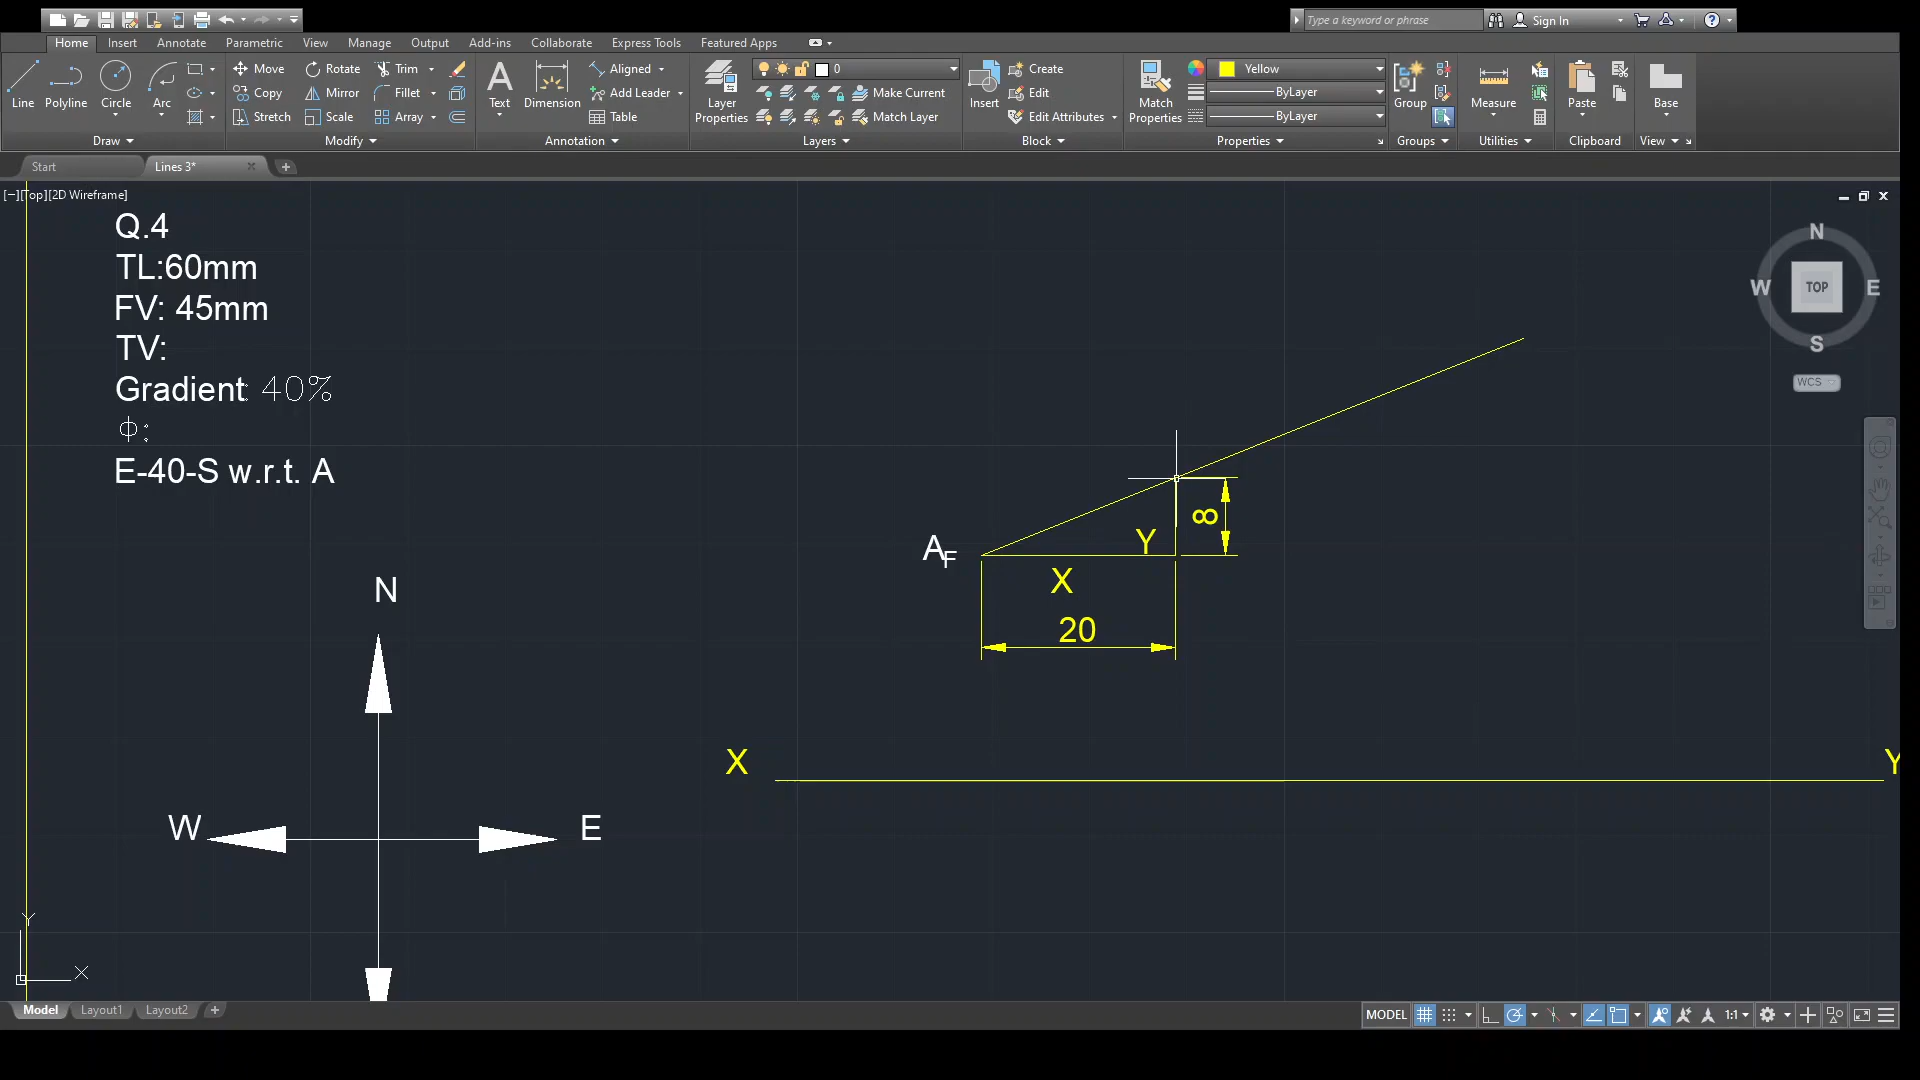 Type a keyword or phrase
Sign In
Home Insert Annotate Parametric View Manage Output Add-ins Collaborate Express Tools Featured Apps
Line Polyline Circle Arc
Move Rotate Trim
Copy Mirror Fillet
Stretch Scale Array
Text Dimension
Aligned
Add Leader
Table
Layer Properties
0
Make Current
Match Layer
Insert
Create
Edit
Edit Attributes
Match Properties
Yellow
ByLayer
ByLayer
Group
Measure
Paste
Base
Draw Modify Annotation Layers Block Properties Groups Utilities Clipboard View
Start Lines 3*
[−][Top][2D Wireframe]
Q.4
TL:60mm
FV: 45mm
TV:
Gradient: 40%
Φ:
E-40-S w.r.t. A
N
W E
N
W TOP E
S
WCS
8
Y
AF
X
20
X Y
Y
X
Model Layout1 Layout2
MODEL 1:1